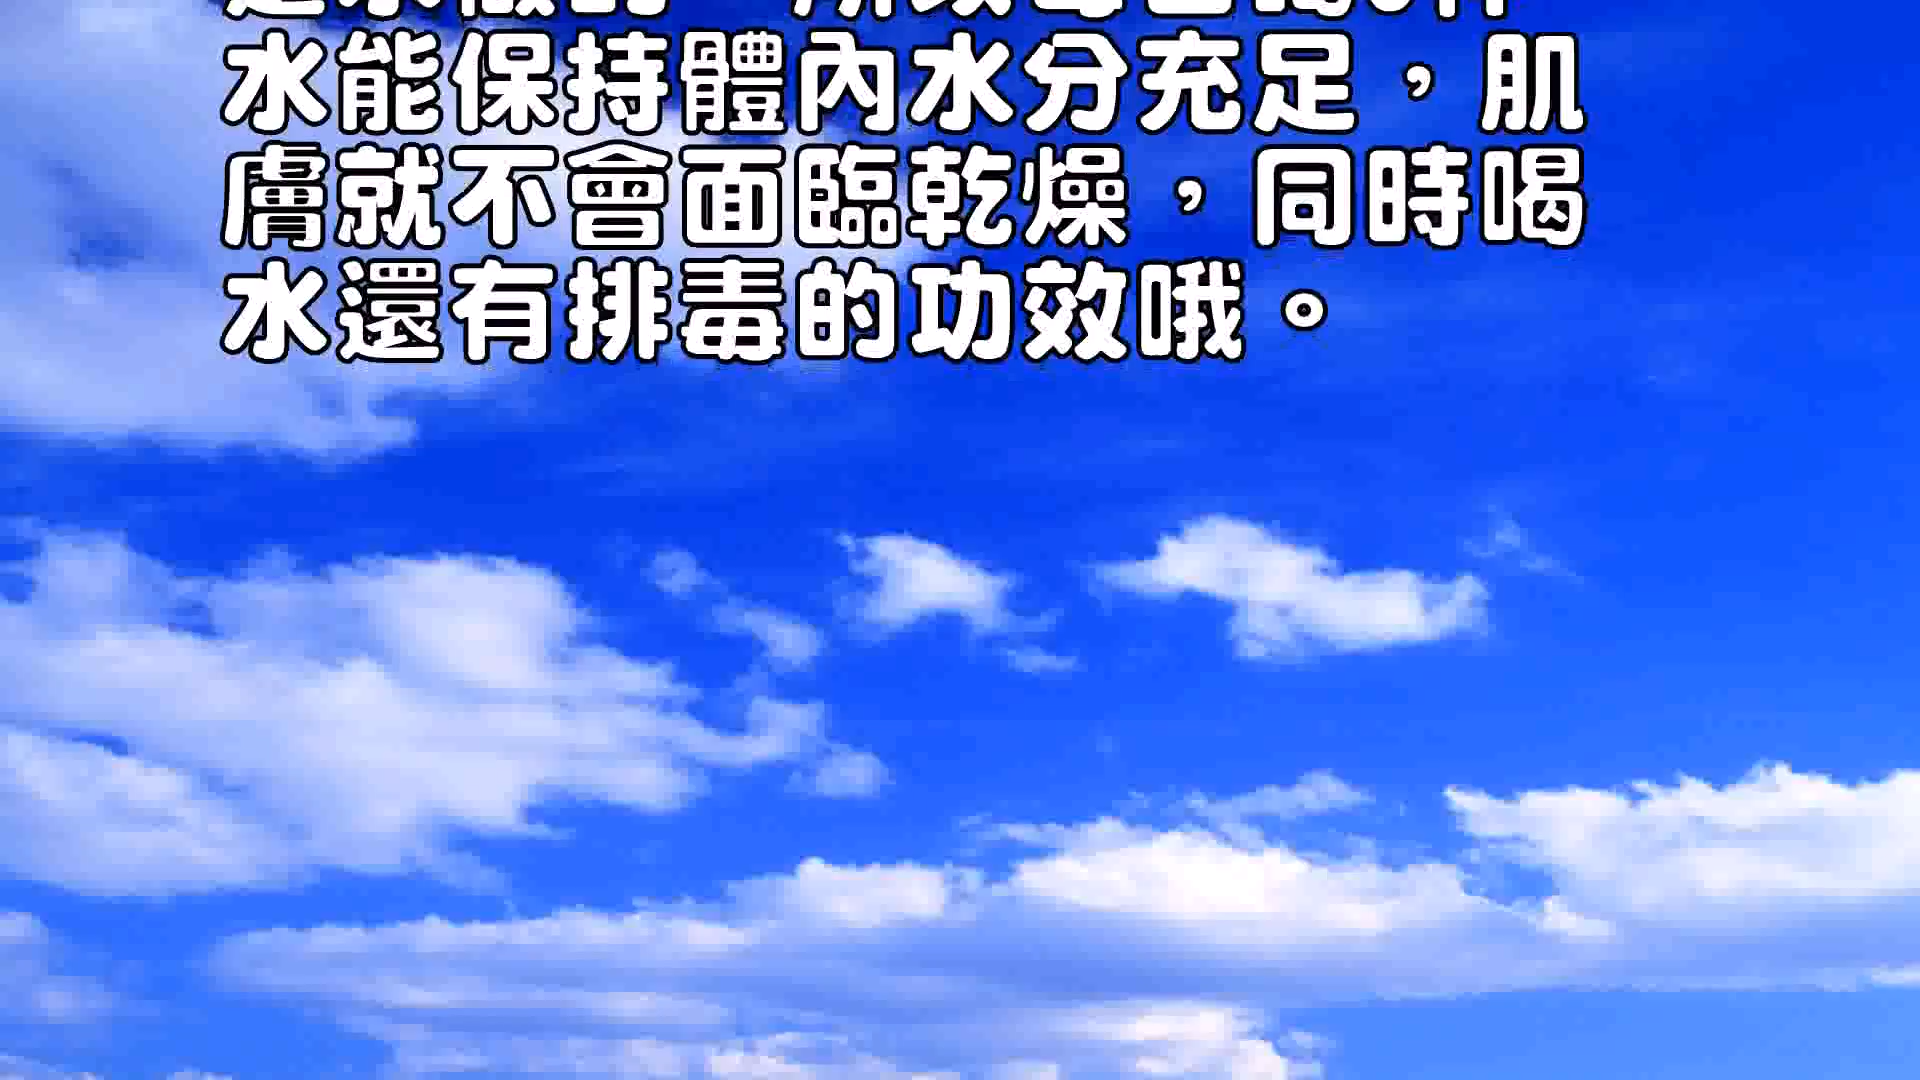 水能保持體內水分充足，肌
膚就不會面臨乾燥，同時喝
水還有排毒的功效哦。